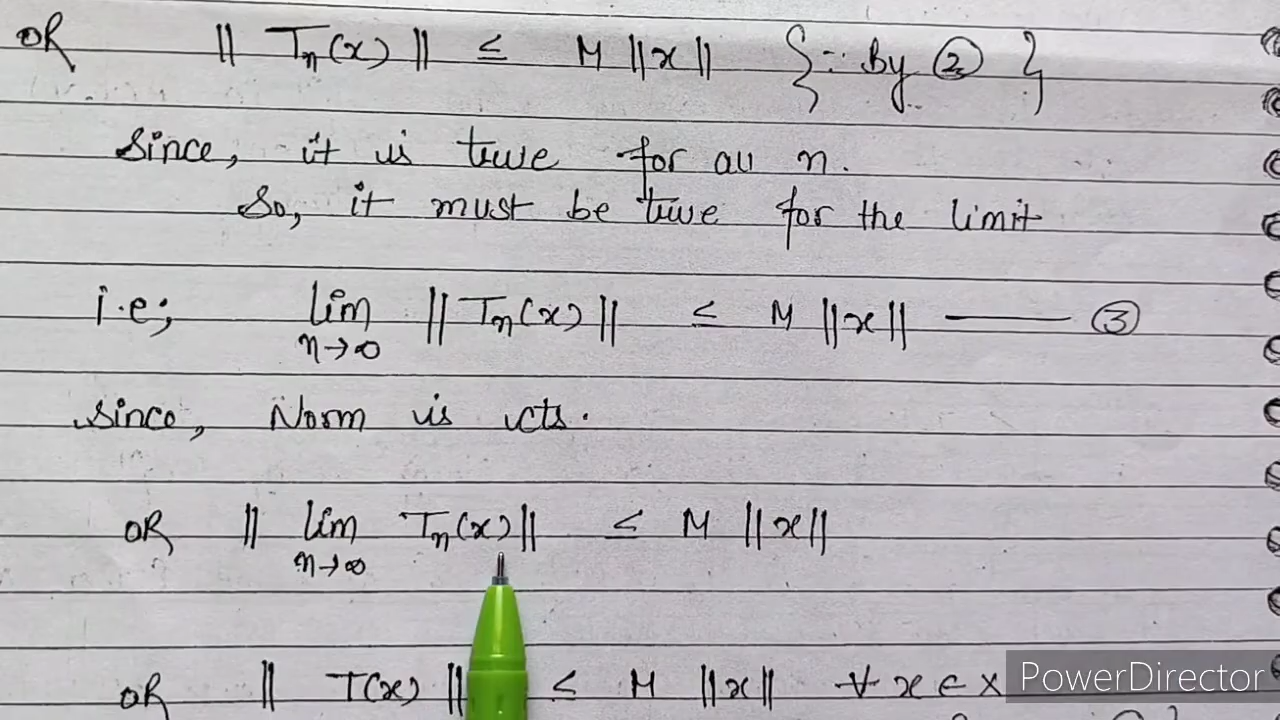 OR || Tₙ(x) || ≤ M ||x|| {∵ By ② }
Since, it is true for all n.
So, it must be true for the limit
i.e; lim n→∞ || Tₙ(x) || ≤ M ||x|| —— ③
since, Norm is cts.
OR || lim n→∞ Tₙ(x) || ≤ M ||x||
OR || T(x) || ≤ M ||x|| ∀ x ∈ X
PowerDirector